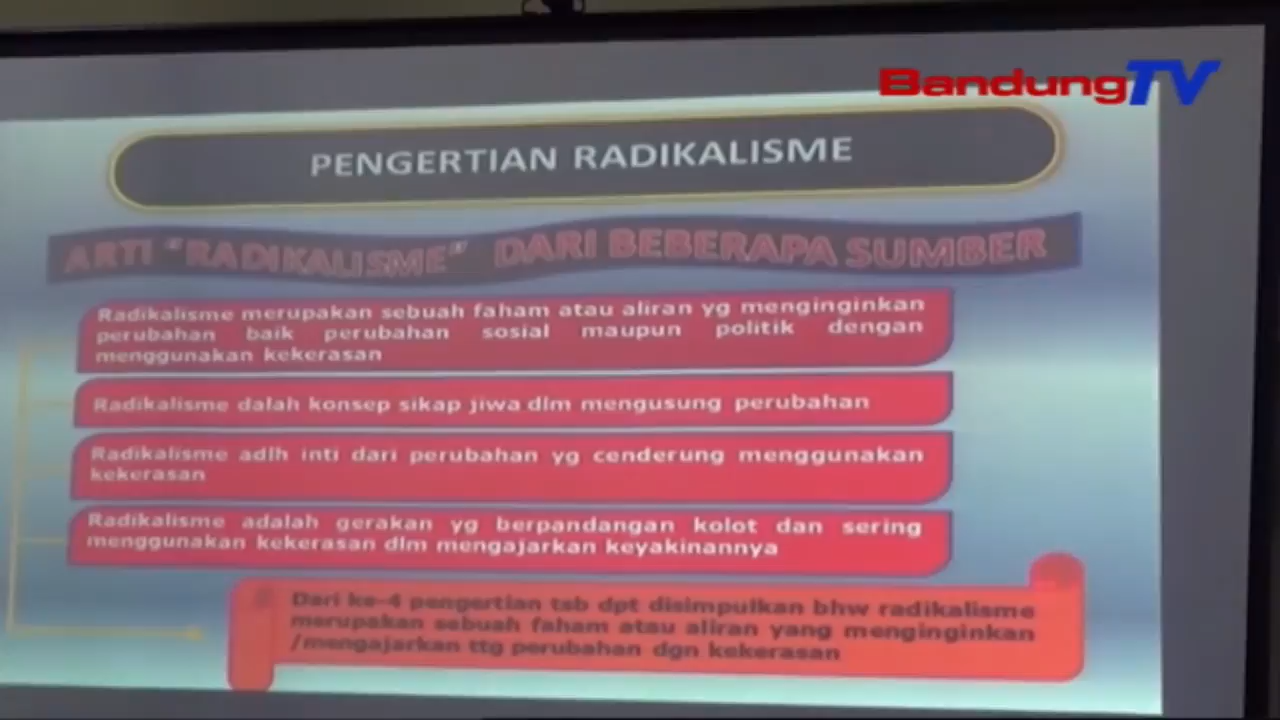 BandungTV
PENGERTIAN RADIKALISME
ARTI "RADIKALISME" DARI BEBERAPA SUMBER
Radikalisme merupakan sebuah faham atau aliran yg menginginkan
perubahan baik perubahan sosial maupun politik dengan
menggunakan kekerasan
Radikalisme dalah konsep sikap jiwa dlm mengusung perubahan
Radikalisme adlh inti dari perubahan yg cenderung menggunakan
kekerasan
Radikalisme adalah gerakan yg berpandangan kolot dan sering
menggunakan kekerasan dlm mengajarkan keyakinannya
Dari ke-4 pengertian tsb dpt disimpulkan bhw radikalisme
merupakan sebuah faham atau aliran yang menginginkan
/mengajarkan ttg perubahan dgn kekerasan